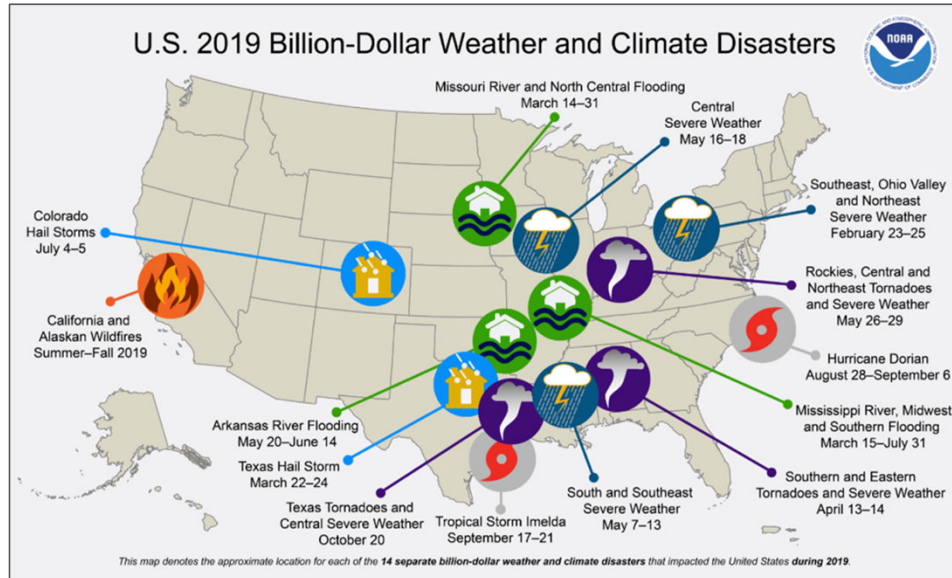 U.S. 2019 Billion-Dollar Weather and Climate Disasters
NOAA
Missouri River and North Central Flooding
March 14–31
Central
Severe Weather
May 16–18
Southeast, Ohio Valley
and Northeast
Severe Weather
February 23–25
Colorado
Hail Storms
July 4–5
Rockies, Central and
Northeast Tornadoes
and Severe Weather
May 26–29
California and
Alaskan Wildfires
Summer–Fall 2019
Hurricane Dorian
August 28–September 6
Arkansas River Flooding
May 20–June 14
Mississippi River, Midwest
and Southern Flooding
March 15–July 31
Texas Hail Storm
March 22–24
Southern and Eastern
Tornadoes and Severe Weather
April 13–14
Texas Tornadoes and
Central Severe Weather
October 20
Tropical Storm Imelda
September 17–21
South and Southeast
Severe Weather
May 7–13
This map denotes the approximate location for each of the 14 separate billion-dollar weather and climate disasters that impacted the United States during 2019.